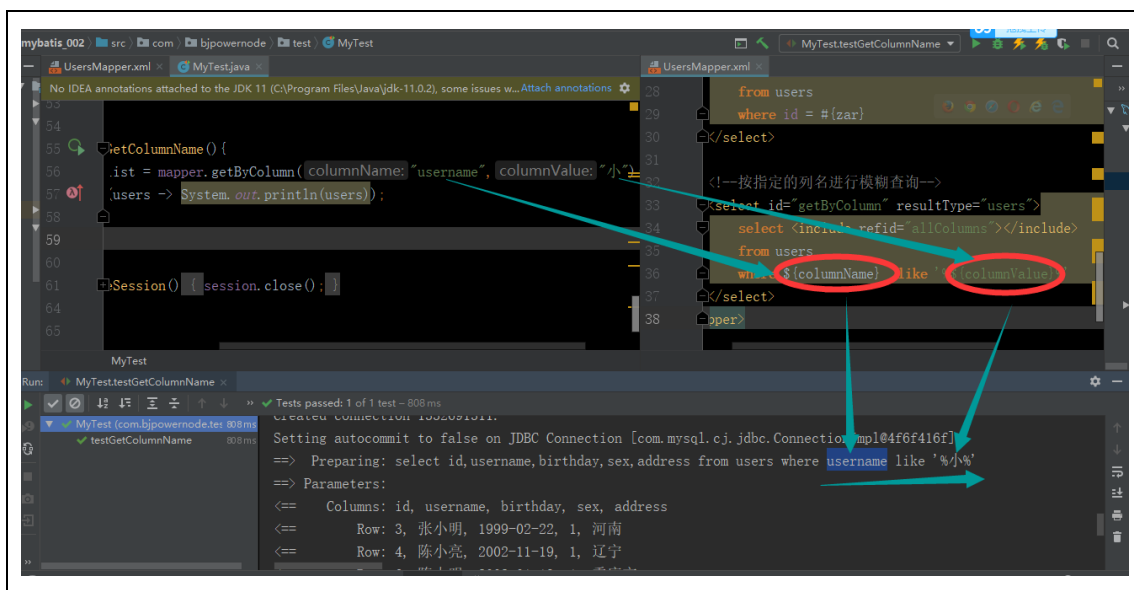 mybatis_002 〉 src 〉 com 〉 bjpowernode 〉 test 〉 MyTest
MyTest.testGetColumnName
UsersMapper.xml ×
MyTest.java ×
UsersMapper.xml ×
No IDEA annotations attached to the JDK 11 (C:\Program Files\Java\jdk-11.0.2), some issues w... Attach annotations
53
54
55 GetColumnName() {
56 .ist = mapper.getByColumn( columnName: "username", columnValue: "小"
57 (users -> System.out.println(users));
58
59
60
61 Session() { session.close(); }
64
65
MyTest
28 from users
29 where id = #{zar}
30 </select>
31
32 <!--按指定的列名进行模糊查询-->
33 <select id="getByColumn" resultType="users">
34 select <include refid="allColumns"></include>
35 from users
36 where ${columnName} like '%${columnValue}%'
37 </select>
38 pper>
Run: MyTest.testGetColumnName ×
Tests passed: 1 of 1 test – 808 ms
MyTest (com.bjpowernode.tes 808 ms
testGetColumnName 808 ms
Created connection 1332691311.
Setting autocommit to false on JDBC Connection [com.mysql.cj.jdbc.ConnectionImpl@4f6f416f]
==> Preparing: select id,username,birthday,sex,address from users where username like '%小%'
==> Parameters:
<== Columns: id, username, birthday, sex, address
<== Row: 3, 张小明, 1999-02-22, 1, 河南
<== Row: 4, 陈小亮, 2002-11-19, 1, 辽宁